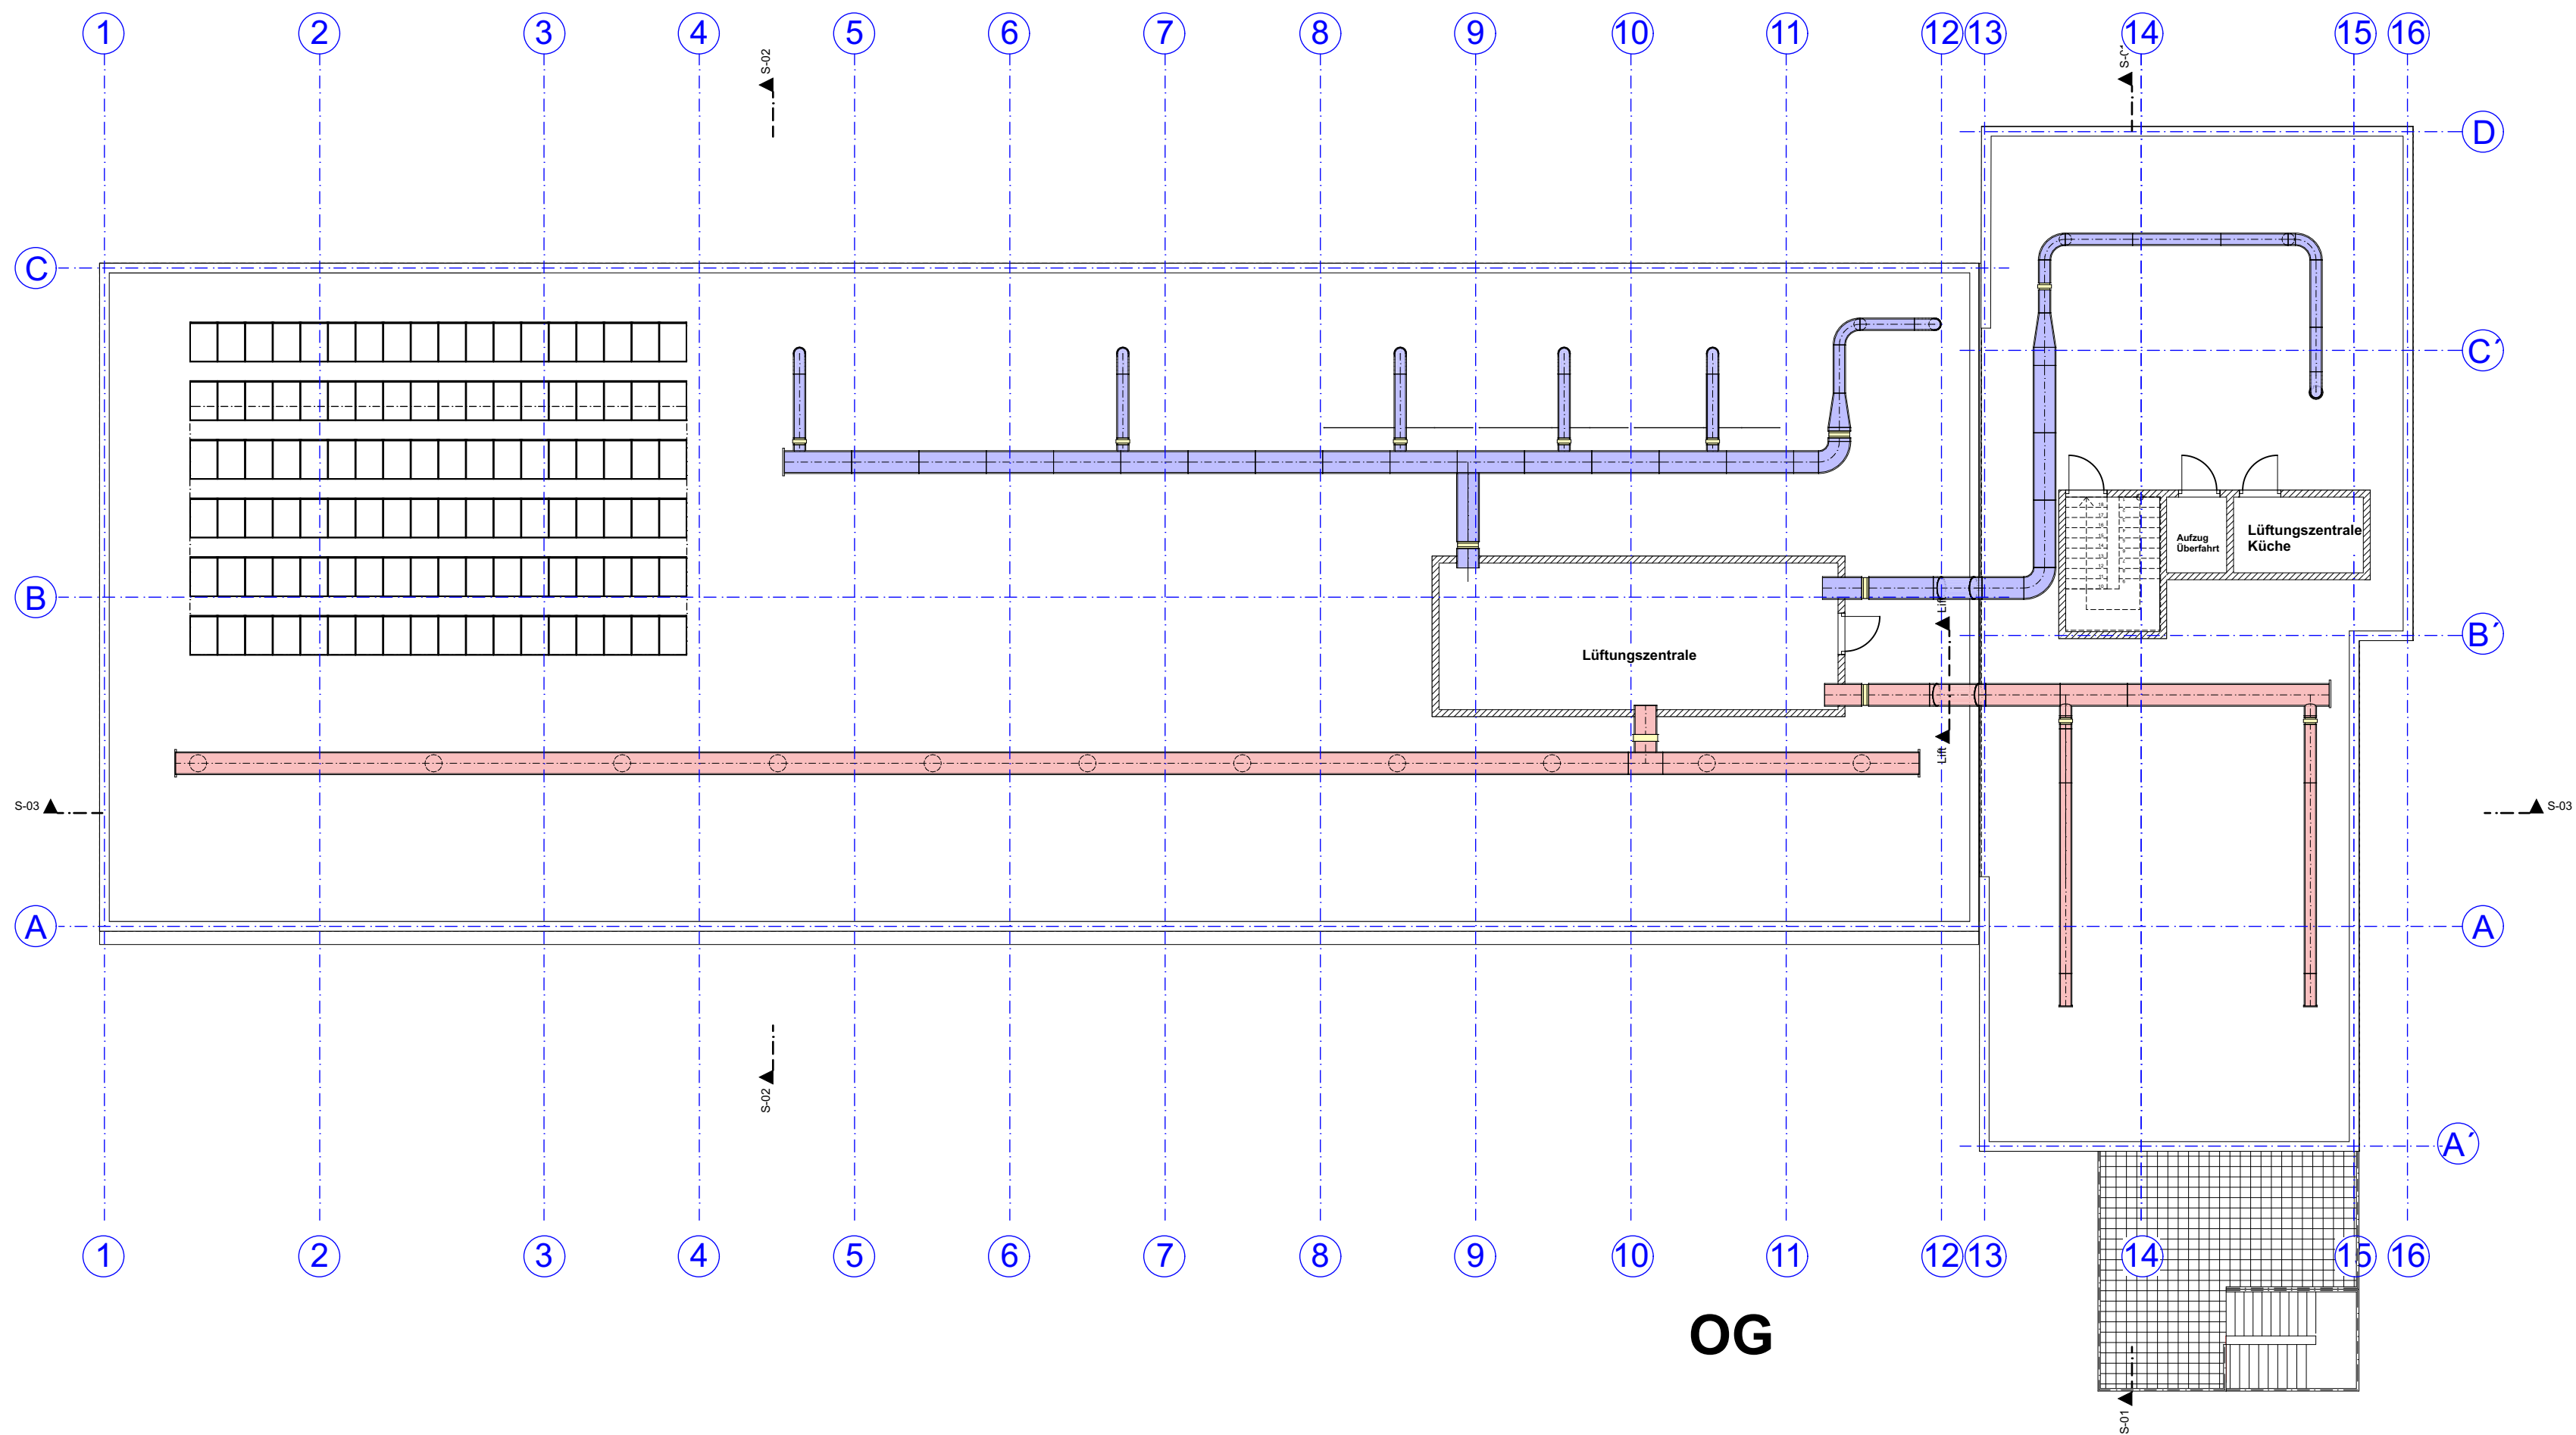 1 2 3 4 5 6 7 8 9 10 11 12 13 14 15 16
S-02
D
C
C´
Lüftungszentrale
Küche
Aufzug
Überfahrt
B
Lift
B´
Lüftungszentrale
Lift
S-03
S-03
A
A
S-02
A´
1 2 3 4 5 6 7 8 9 10 11 12 13 14 15 16
OG
S-01